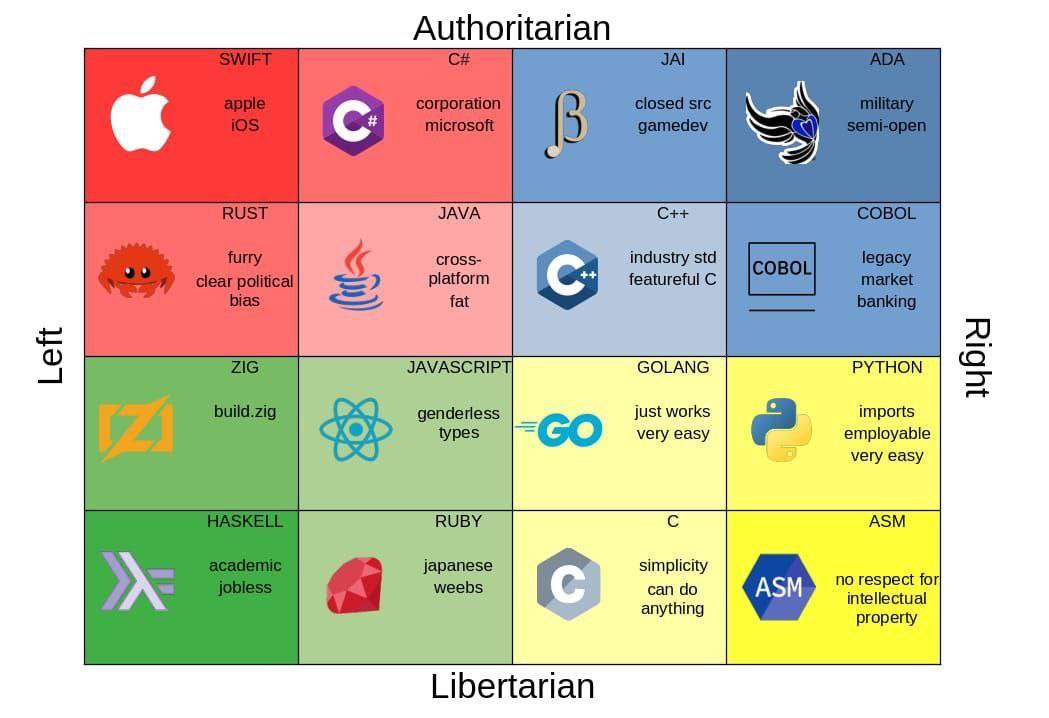 Authoritarian
SWIFT
apple
iOS
C
#
C#
corporation
microsoft
JAI
β
closed src
gamedev
ADA
military
semi-open
RUST
furry
clear political
bias
JAVA
cross-
platform
fat
C++
C
++
industry std
featureful C
COBOL
COBOL
legacy
market
banking
Left
Right
ZIG
build.zig
JAVASCRIPT
genderless
types
GOLANG
GO
just works
very easy
PYTHON
imports
employable
very easy
HASKELL
academic
jobless
RUBY
japanese
weebs
C
C
simplicity
can do
anything
ASM
ASM
no respect for
intellectual
property
Libertarian